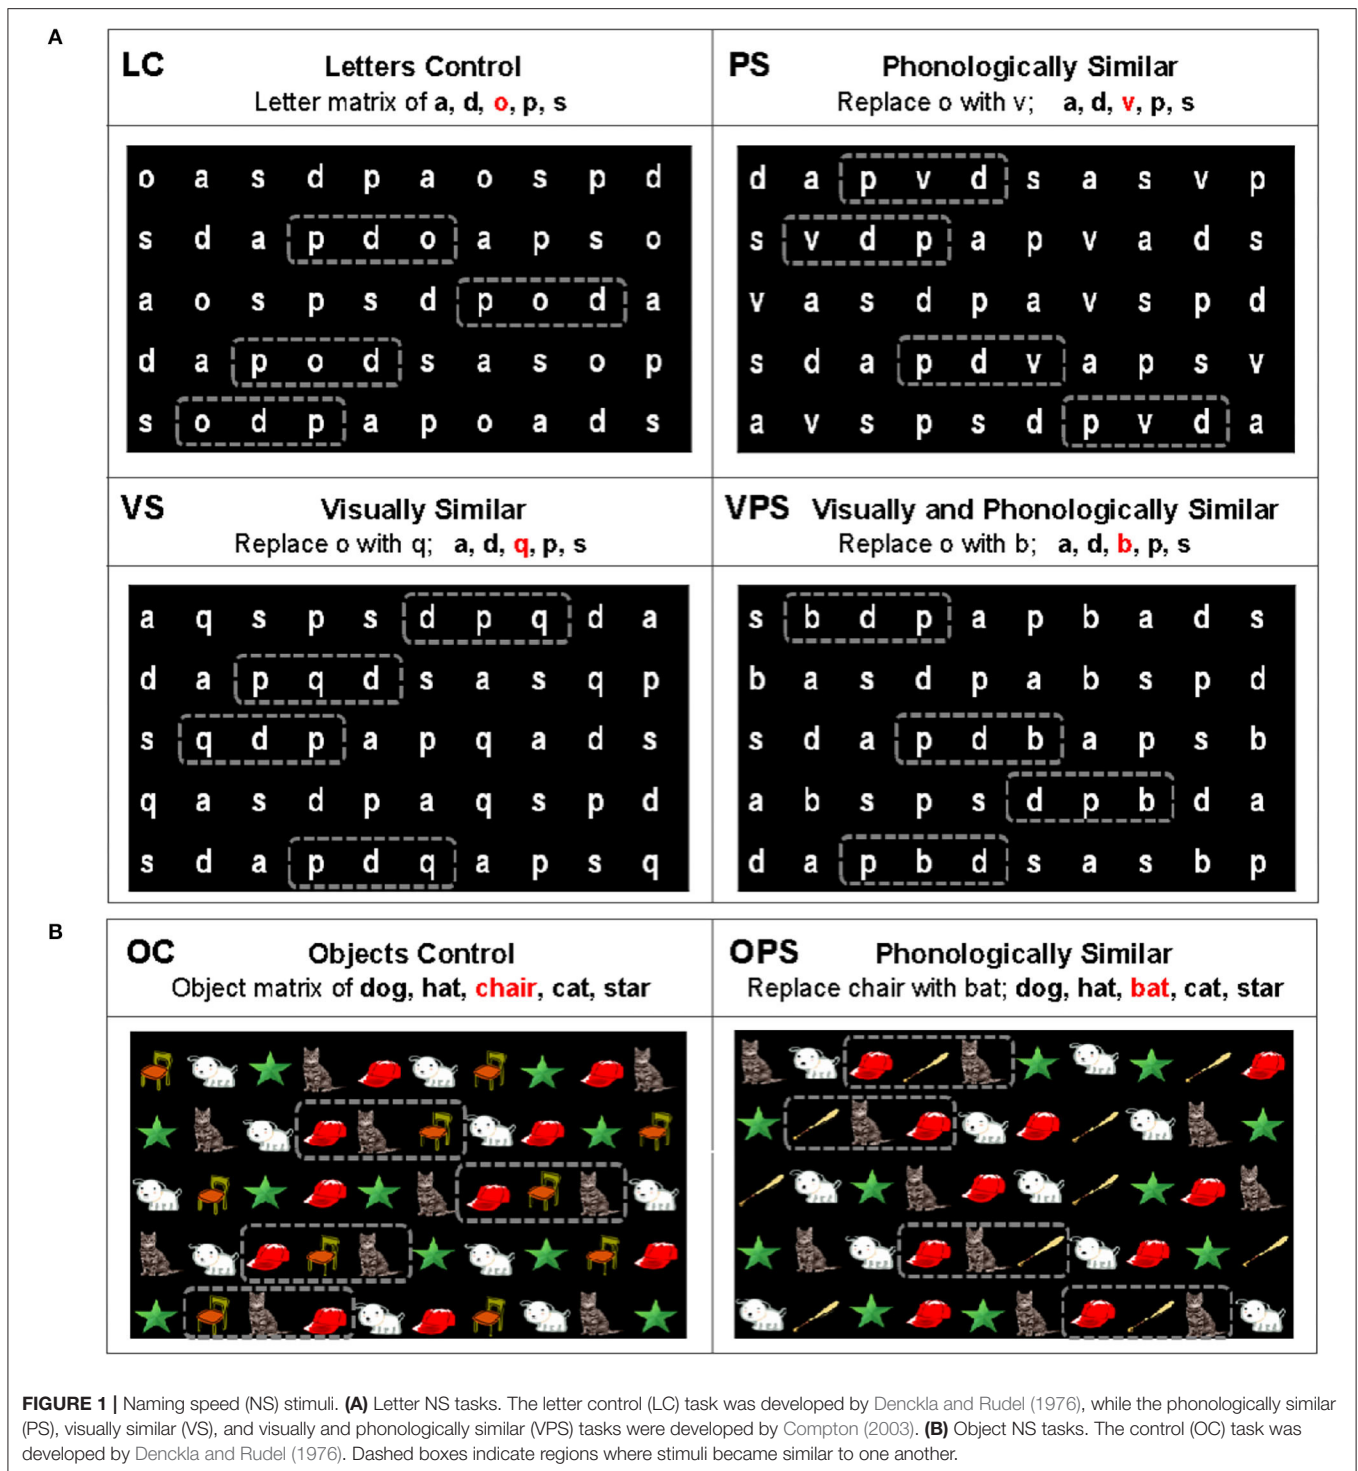 A
LC Letters Control
Letter matrix of a, d, o, p, s
o a s d p a o s p d
s d a p d o a p s o
a o s p s d p o d a
d a p o d s a s o p
s o d p a p o a d s
PS Phonologically Similar
Replace o with v; a, d, v, p, s
d a p v d s a s v p
s v d p a p v a d s
v a s d p a v s p d
s d a p d v a p s v
a v s p s d p v d a
VS Visually Similar
Replace o with q; a, d, q, p, s
a q s p s d p q d a
d a p q d s a s q p
s q d p a p q a d s
q a s d p a q s p d
s d a p d q a p s q
VPS Visually and Phonologically Similar
Replace o with b; a, d, b, p, s
s b d p a p b a d s
b a s d p a b s p d
s d a p d b a p s b
a b s p s d p b d a
d a p b d s a s b p
B
OC Objects Control
Object matrix of dog, hat, chair, cat, star
OPS Phonologically Similar
Replace chair with bat; dog, hat, bat, cat, star
FIGURE 1 | Naming speed (NS) stimuli. (A) Letter NS tasks. The letter control (LC) task was developed by Denckla and Rudel (1976), while the phonologically similar
(PS), visually similar (VS), and visually and phonologically similar (VPS) tasks were developed by Compton (2003). (B) Object NS tasks. The control (OC) task was
developed by Denckla and Rudel (1976). Dashed boxes indicate regions where stimuli became similar to one another.